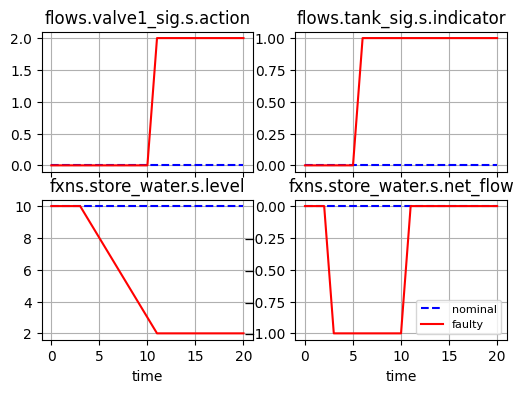 flows.valve1_sig.s.action
flows.tank_sig.s.indicator
2.0
1.5
1.0
0.5
0.0
1.00
0.75
0.50
0.25
0.00
fxns.store_water.s.level
fxns.store_water.s.net_flow
10
8
6
4
2
0 5 10 15 20
time
0.00
−0.25
−0.50
−0.75
−1.00
nominal
faulty
0 5 10 15 20
time